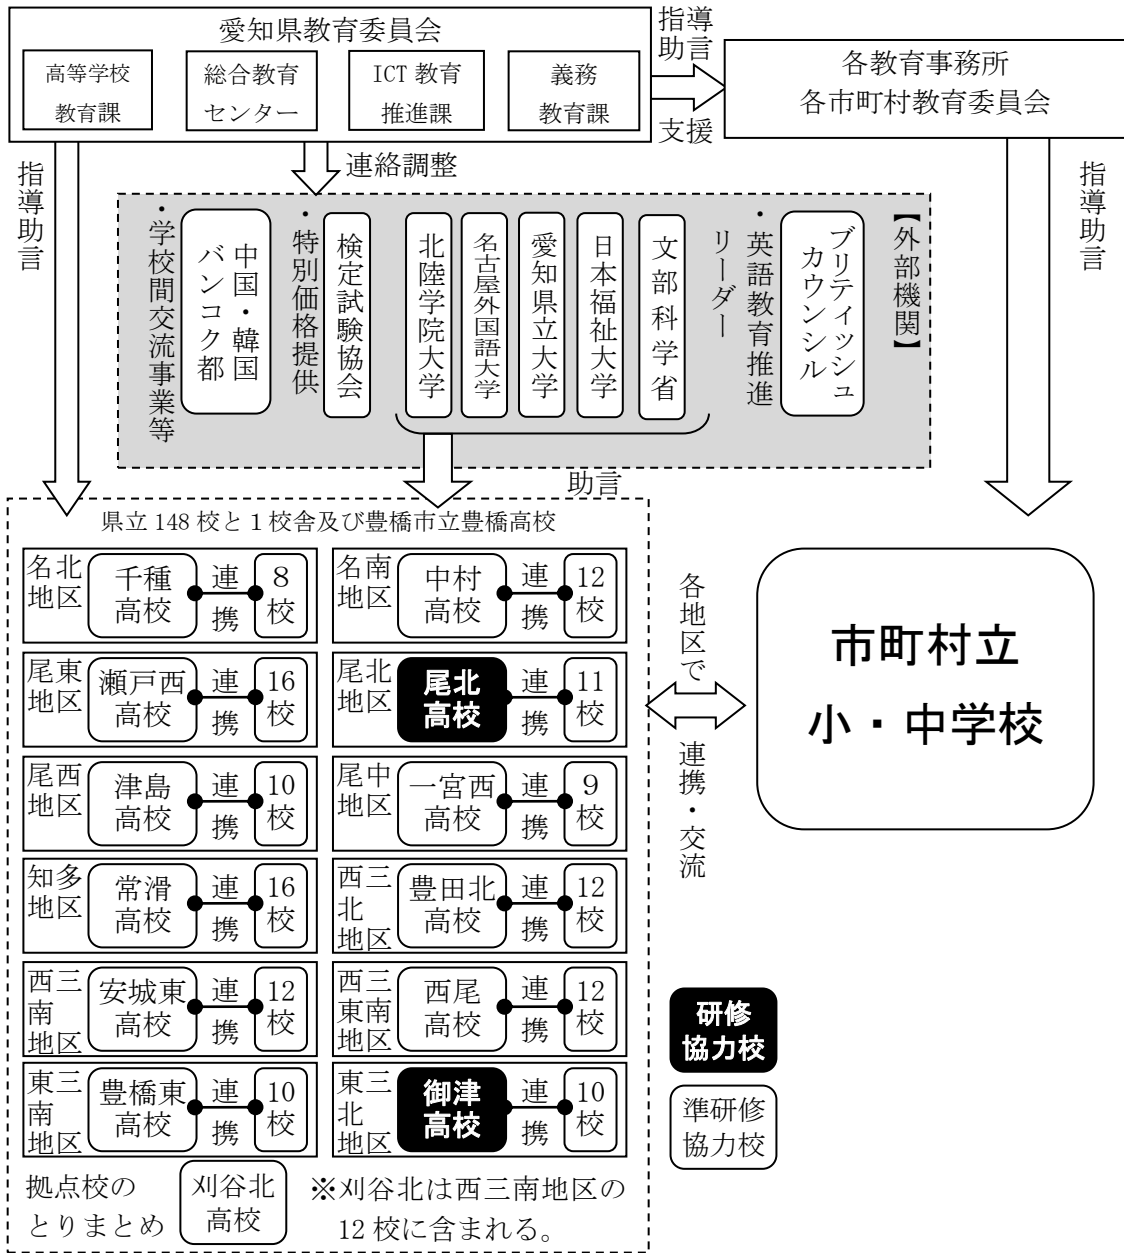 愛知県教育委員会
高等学校
教育課
総合教育
センター
ICT 教育
推進課
義務
教育課
指導
助言
支援
各教育事務所
各市町村教育委員会
指導助言
連絡調整
指導助言
【外部機関】
ブリティッシュ
カウンシル
・英語教育推進
リーダー
文部科学省
日本福祉大学
愛知県立大学
名古屋外国語大学
北陸学院大学
検定試験協会
・特別価格提供
中国・韓国
バンコク都
・学校間交流事業等
助言
県立 148 校と１校舎及び豊橋市立豊橋高校
名北
地区
千種
高校
連
携
8
校
名南
地区
中村
高校
連
携
12
校
尾東
地区
瀬戸西
高校
連
携
16
校
尾北
地区
尾北
高校
連
携
11
校
尾西
地区
津島
高校
連
携
10
校
尾中
地区
一宮西
高校
連
携
９
校
知多
地区
常滑
高校
連
携
16
校
西三
北
地区
豊田北
高校
連
携
12
校
西三
南
地区
安城東
高校
連
携
12
校
西三
東南
地区
西尾
高校
連
携
12
校
東三
南
地区
豊橋東
高校
連
携
10
校
東三
北
地区
御津
高校
連
携
10
校
拠点校の
とりまとめ
刈谷北
高校
※刈谷北は西三南地区の
12 校に含まれる。
各地区で
連携・交流
市町村立
小・中学校
研修
協力校
準研修
協力校